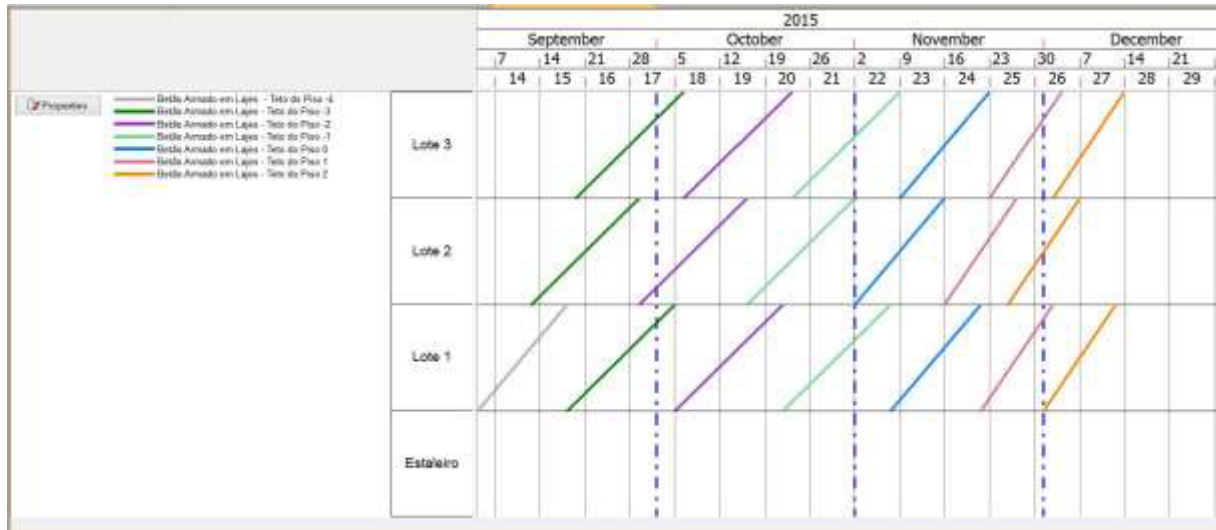 2015
September October November December
7 14 21 28 5 12 19 26 2 9 16 23 30 7 14 21
14 15 16 17 18 19 20 21 22 23 24 25 26 27 28 29
Properties
Betão Armado em Lajes - Teto do Piso -4
Betão Armado em Lajes - Teto do Piso -3
Betão Armado em Lajes - Teto do Piso -2
Betão Armado em Lajes - Teto do Piso -1
Betão Armado em Lajes - Teto do Piso 0
Betão Armado em Lajes - Teto do Piso 1
Betão Armado em Lajes - Teto do Piso 2
Lote 3
Lote 2
Lote 1
Estaleiro